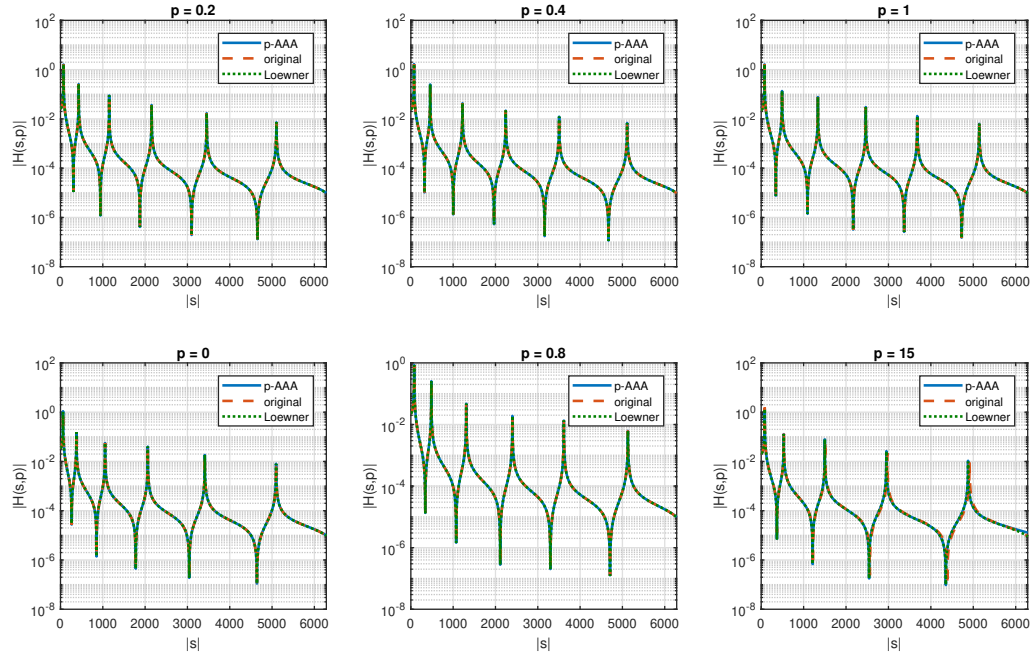 p = 0.2
10^2
10^0
10^-2
10^-4
10^-6
10^-8
|H(s,p)|
p-AAA
original
Loewner
0 1000 2000 3000 4000 5000 6000
|s|
p = 0.4
10^2
10^0
10^-2
10^-4
10^-6
10^-8
|H(s,p)|
p-AAA
original
Loewner
0 1000 2000 3000 4000 5000 6000
|s|
p = 1
10^2
10^0
10^-2
10^-4
10^-6
10^-8
|H(s,p)|
p-AAA
original
Loewner
0 1000 2000 3000 4000 5000 6000
|s|
p = 0
10^2
10^0
10^-2
10^-4
10^-6
10^-8
|H(s,p)|
p-AAA
original
Loewner
0 1000 2000 3000 4000 5000 6000
|s|
p = 0.8
10^0
10^-2
10^-4
10^-6
10^-8
|H(s,p)|
p-AAA
original
Loewner
0 1000 2000 3000 4000 5000 6000
|s|
p = 15
10^2
10^0
10^-2
10^-4
10^-6
10^-8
|H(s,p)|
p-AAA
original
Loewner
0 1000 2000 3000 4000 5000 6000
|s|